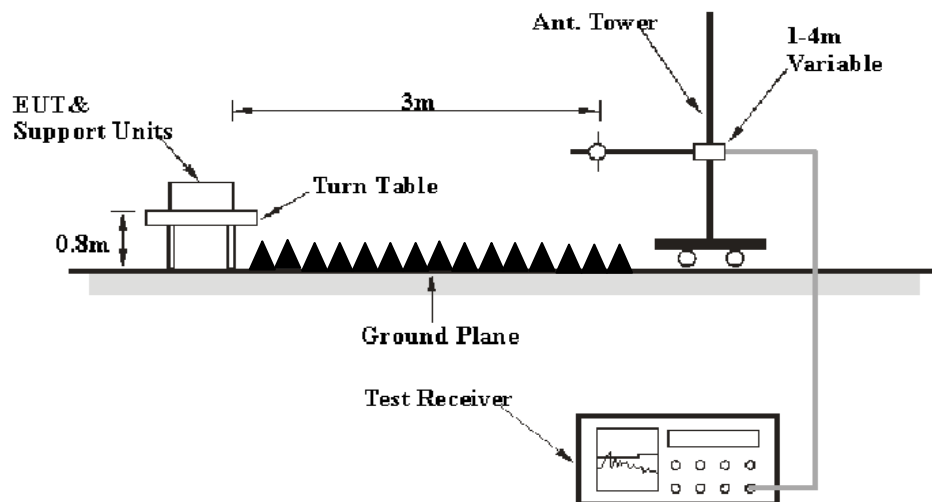 Ant. Tower
1-4m
Variable
EUT&
Support Units
3m
Turn Table
0.8m
Ground Plane
Test Receiver